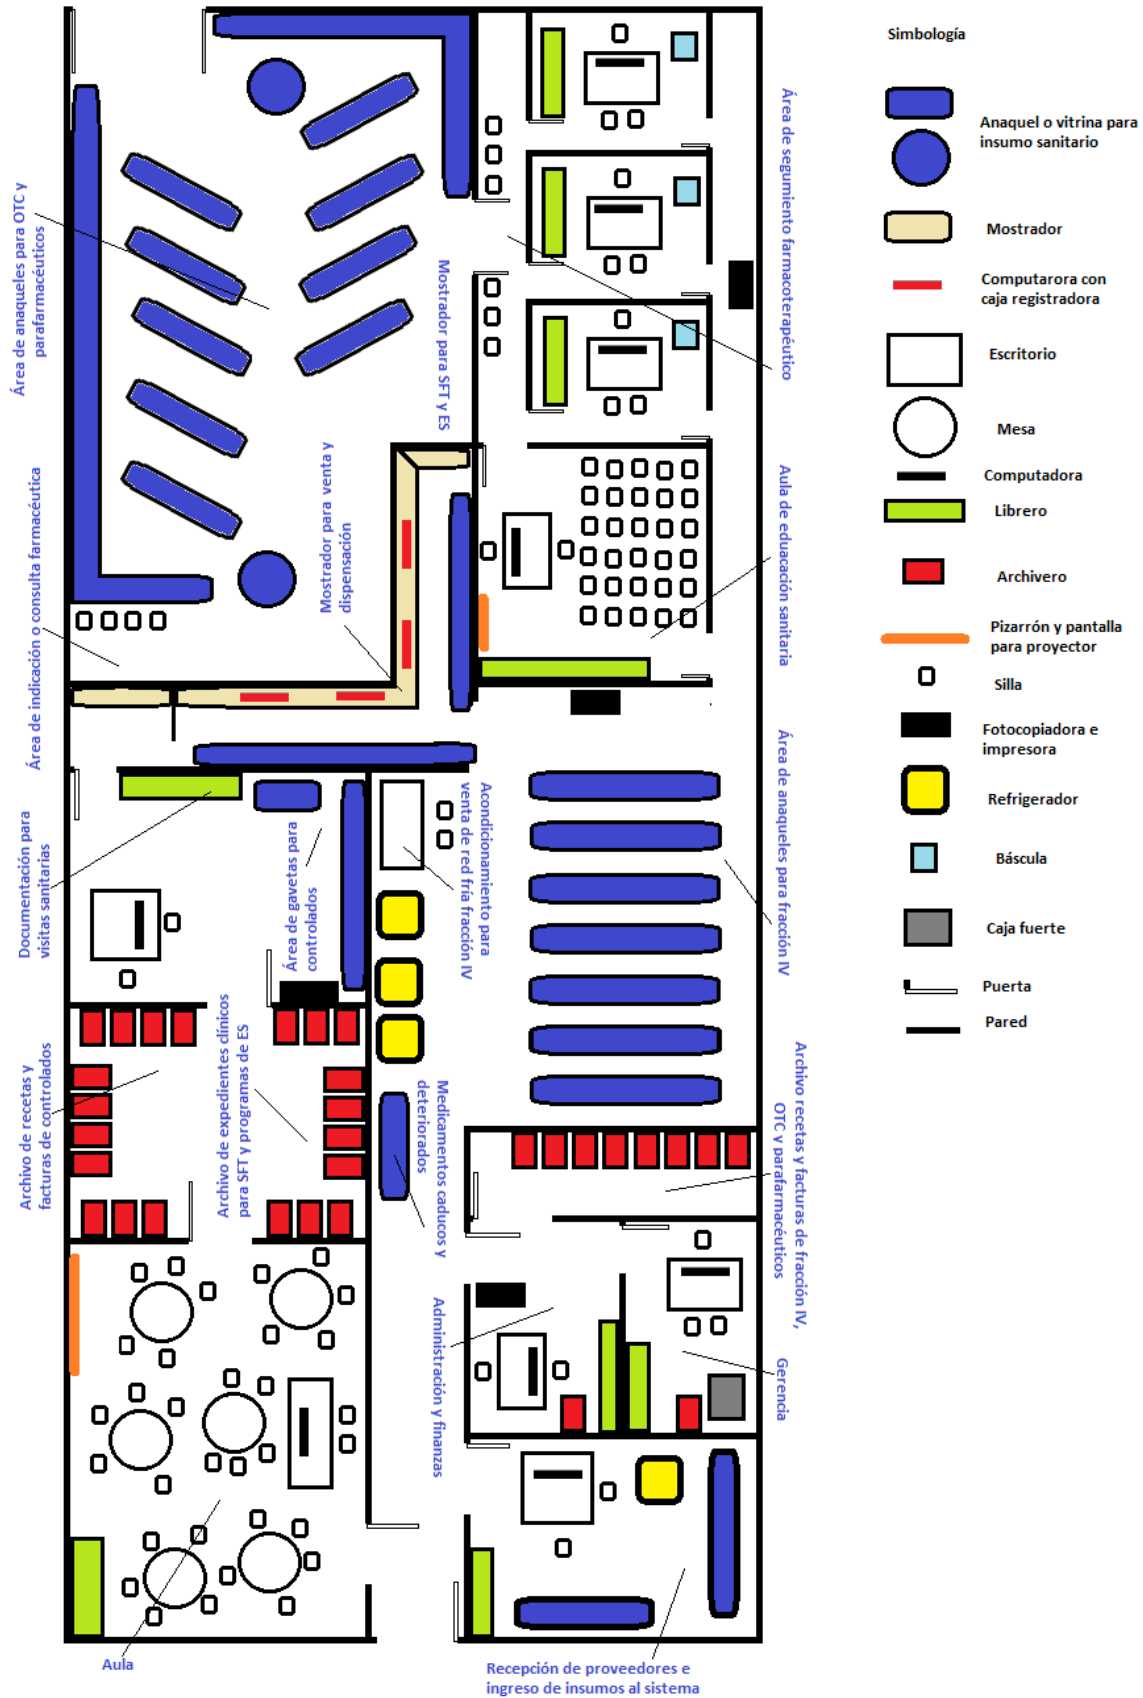 Simbología
Anaquel o vitrina para
insumo sanitario
Mostrador
Computarora con
caja registradora
Escritorio
Mesa
Computadora
Librero
Archivero
Pizarrón y pantalla
para proyector
Silla
Fotocopiadora e
impresora
Refrigerador
Báscula
Caja fuerte
Puerta
Pared
Área de anaqueles para OTC y
parafarmacéuticos
Área de indicación o consulta farmacéutica
Documentación para
visitas sanitarias
Archivo de recetas y
facturas de controlados
Mostrador para SFT y ES
Mostrador para venta y
dispensación
Área de gavetas para
controlados
Acondicionamiento para
venta de red fría fracción IV
Archivo de expedientes clínicos
para SFT y programas de ES
Medicamentos caducos y
deteriorados
Administración y finanzas
Área de segumiento farmacoterapéutico
Aula de eduacación sanitaria
Área de anaqueles para fracción IV
Archivo recetas y facturas de fracción IV,
OTC y parafarmacéuticos
Gerencia
Aula
Recepción de proveedores e
ingreso de insumos al sistema